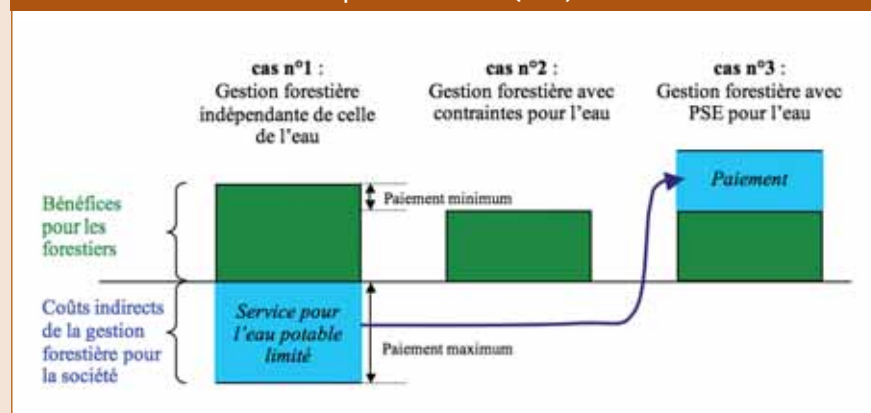 cas n°1 :
Gestion forestière
indépendante de celle
de l'eau
cas n°2 :
Gestion forestière avec
contraintes pour l'eau
cas n°3 :
Gestion forestière avec
PSE pour l'eau
Bénéfices
pour les
forestiers
Paiement minimum
Paiement
Coûts indirects
de la gestion
forestière pour
la société
Service pour
l'eau potable
limité
Paiement maximum